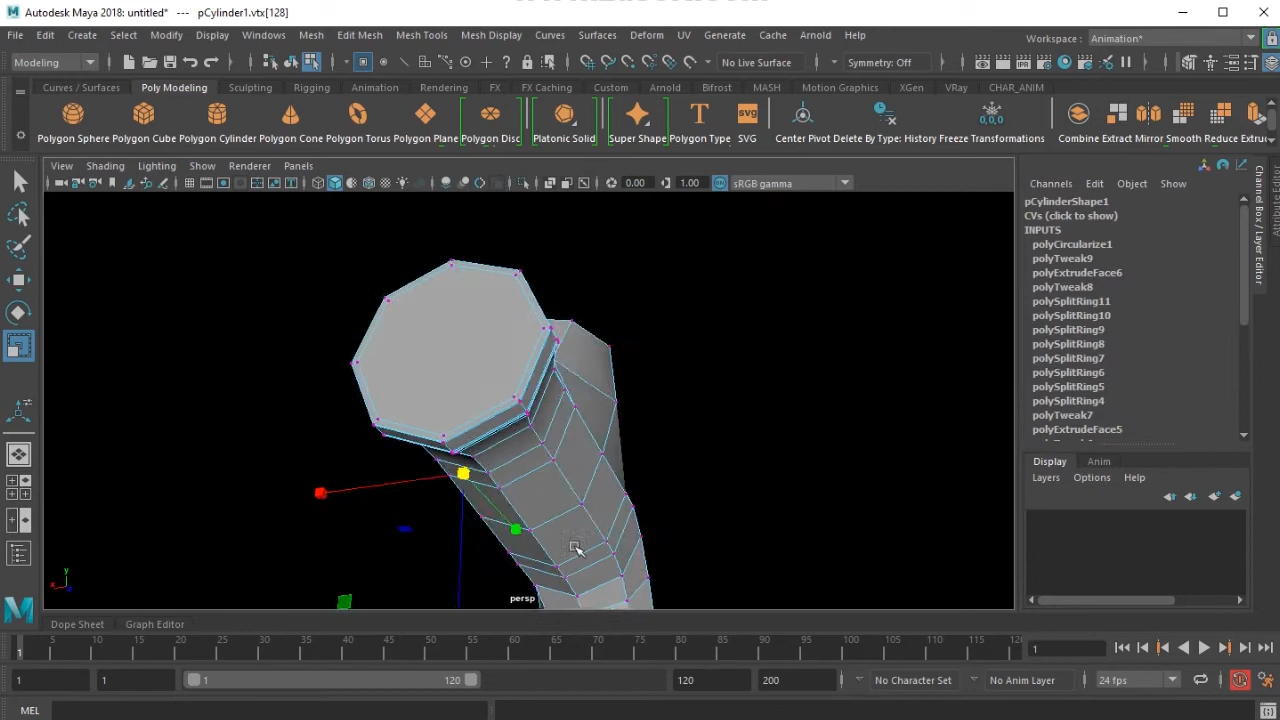 Autodesk Maya 2018: untitled* --- pCylinder1.vtx[128]
File Edit Create Select Modify Display Windows Mesh Edit Mesh Mesh Tools Mesh Display Curves Surfaces Deform UV Generate Cache Arnold Help Workspace : Animation*
Modeling No Live Surface Symmetry: Off
Curves / Surfaces Poly Modeling Sculpting Rigging Animation Rendering FX FX Caching Custom Arnold Bifrost MASH Motion Graphics XGen VRay CHAR_ANIM
Polygon Sphere Polygon Cube Polygon Cylinder Polygon Cone Polygon Torus Polygon Plane Polygon Disc Platonic Solid Super Shape Polygon Type SVG Center Pivot Delete By Type: History Freeze Transformations Combine Extract Mirror Smooth Reduce Extrude
View Shading Lighting Show Renderer Panels
0.00 1.00 sRGB gamma
Channels Edit Object Show
pCylinderShape1
CVs (click to show)
INPUTS
polyCircularize1
polyTweak9
polyExtrudeFace6
polyTweak8
polySplitRing11
polySplitRing10
polySplitRing9
polySplitRing8
polySplitRing7
polySplitRing6
polySplitRing5
polySplitRing4
polyTweak7
polyExtrudeFace5
Channel Box / Layer Editor
Display Anim
Layers Options Help
persp
Dope Sheet Graph Editor
1 5 10 15 20 25 30 35 40 45 50 55 60 65 70 75 80 85 90 95 100 105 110 115 1
1 1 1 120 120 200 No Character Set No Anim Layer 24 fps
MEL